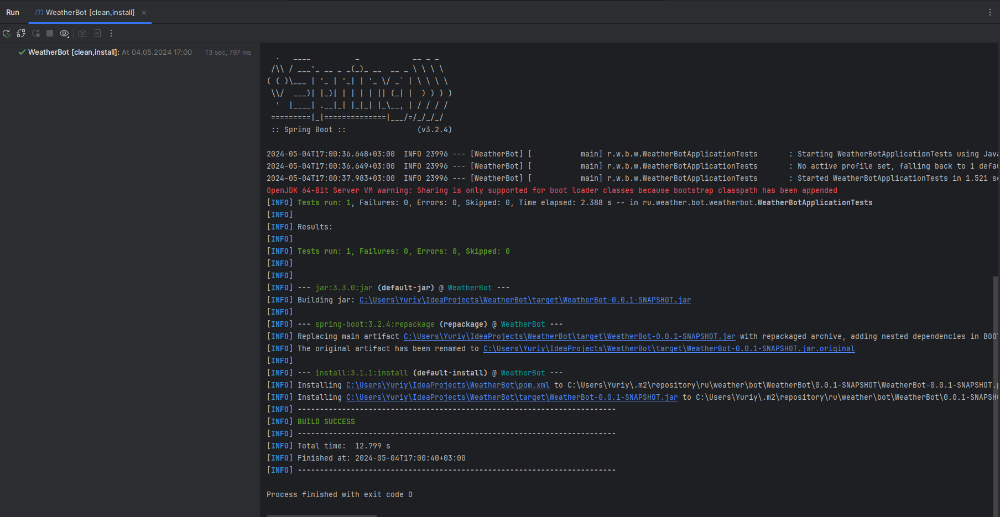 Run
WeatherBot [clean,install]
WeatherBot [clean,install]: At 04.05.2024 17:00 13 sec, 797 ms
  .   ____          _            __ _ _
 /\\ / ___'_ __ _ _(_)_ __  __ _ \ \ \ \
( ( )\___ | '_ | '_| | '_ \/ _` | \ \ \ \
 \\/  ___)| |_)| | | | | || (_| |  ) ) ) )
  '  |____| .__|_| |_|_| |_\__, | / / / /
 =========|_|==============|___/=/_/_/_/
 :: Spring Boot ::                (v3.2.4)
2024-05-04T17:00:36.648+03:00  INFO 23996 --- [WeatherBot] [           main] r.w.b.w.WeatherBotApplicationTests       : Starting WeatherBotApplicationTests using Java
2024-05-04T17:00:36.649+03:00  INFO 23996 --- [WeatherBot] [           main] r.w.b.w.WeatherBotApplicationTests       : No active profile set, falling back to 1 defau
2024-05-04T17:00:37.983+03:00  INFO 23996 --- [WeatherBot] [           main] r.w.b.w.WeatherBotApplicationTests       : Started WeatherBotApplicationTests in 1.521 se
OpenJDK 64-Bit Server VM warning: Sharing is only supported for boot loader classes because bootstrap classpath has been appended
[INFO] Tests run: 1, Failures: 0, Errors: 0, Skipped: 0, Time elapsed: 2.388 s -- in ru.weather.bot.weatherbot.WeatherBotApplicationTests
[INFO]
[INFO] Results:
[INFO]
[INFO] Tests run: 1, Failures: 0, Errors: 0, Skipped: 0
[INFO]
[INFO]
[INFO] --- jar:3.3.0:jar (default-jar) @ WeatherBot ---
[INFO] Building jar: C:\Users\Yuriy\IdeaProjects\WeatherBot\target\WeatherBot-0.0.1-SNAPSHOT.jar
[INFO]
[INFO] --- spring-boot:3.2.4:repackage (repackage) @ WeatherBot ---
[INFO] Replacing main artifact C:\Users\Yuriy\IdeaProjects\WeatherBot\target\WeatherBot-0.0.1-SNAPSHOT.jar with repackaged archive, adding nested dependencies in BOOT
[INFO] The original artifact has been renamed to C:\Users\Yuriy\IdeaProjects\WeatherBot\target\WeatherBot-0.0.1-SNAPSHOT.jar.original
[INFO]
[INFO] --- install:3.1.1:install (default-install) @ WeatherBot ---
[INFO] Installing C:\Users\Yuriy\IdeaProjects\WeatherBot\pom.xml to C:\Users\Yuriy\.m2\repository\ru\weather\bot\WeatherBot\0.0.1-SNAPSHOT\WeatherBot-0.0.1-SNAPSHOT.p
[INFO] Installing C:\Users\Yuriy\IdeaProjects\WeatherBot\target\WeatherBot-0.0.1-SNAPSHOT.jar to C:\Users\Yuriy\.m2\repository\ru\weather\bot\WeatherBot\0.0.1-SNAPSHO
[INFO] ------------------------------------------------------------------------
[INFO] BUILD SUCCESS
[INFO] ------------------------------------------------------------------------
[INFO] Total time:  12.799 s
[INFO] Finished at: 2024-05-04T17:00:40+03:00
[INFO] ------------------------------------------------------------------------
Process finished with exit code 0